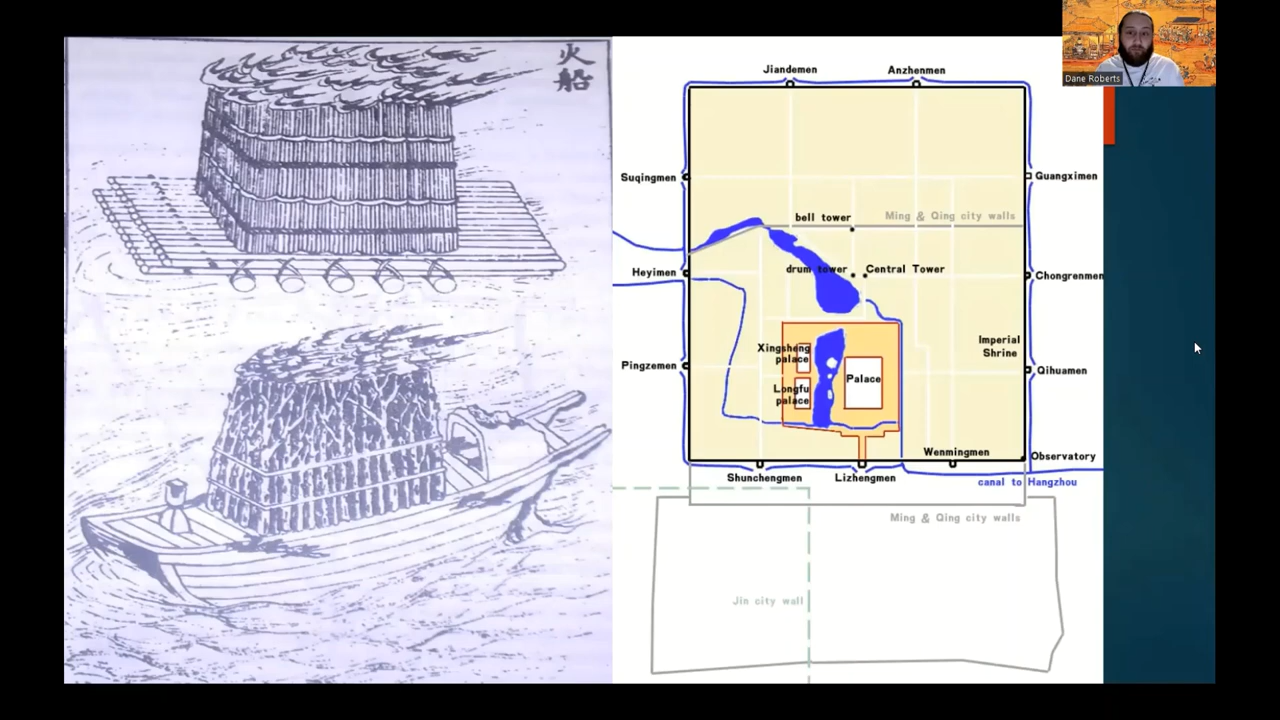 火
船
Jiandemen
Anzhenmen
Suqingmen
Guangximen
bell tower
Ming & Qing city walls
Heyimen
drum tower
Central Tower
Chongrenmen
Xingsheng
palace
Imperial
Shrine
Pingzemen
Palace
Qihuamen
Longfu
palace
Wenmingmen
Observatory
Shunchengmen
Lizhengmen
canal to Hangzhou
Ming & Qing city walls
Jin city wall
Dane Roberts